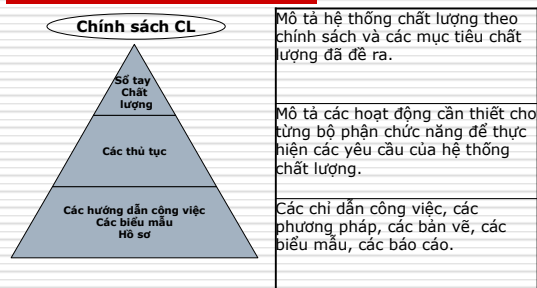 Chính sách CL
Sổ tay
Chất
lượng
Các thủ tục
Các hướng dẫn công việc
Các biểu mẫu
Hồ sơ
Mô tả hệ thống chất lượng theo
chính sách và các mục tiêu chất
lượng đã đề ra.
Mô tả các hoạt động cần thiết cho
từng bộ phận chức năng để thực
hiện các yêu cầu của hệ thống
chất lượng.
Các chỉ dẫn công việc, các
phương pháp, các bản vẽ, các
biểu mẫu, các báo cáo.